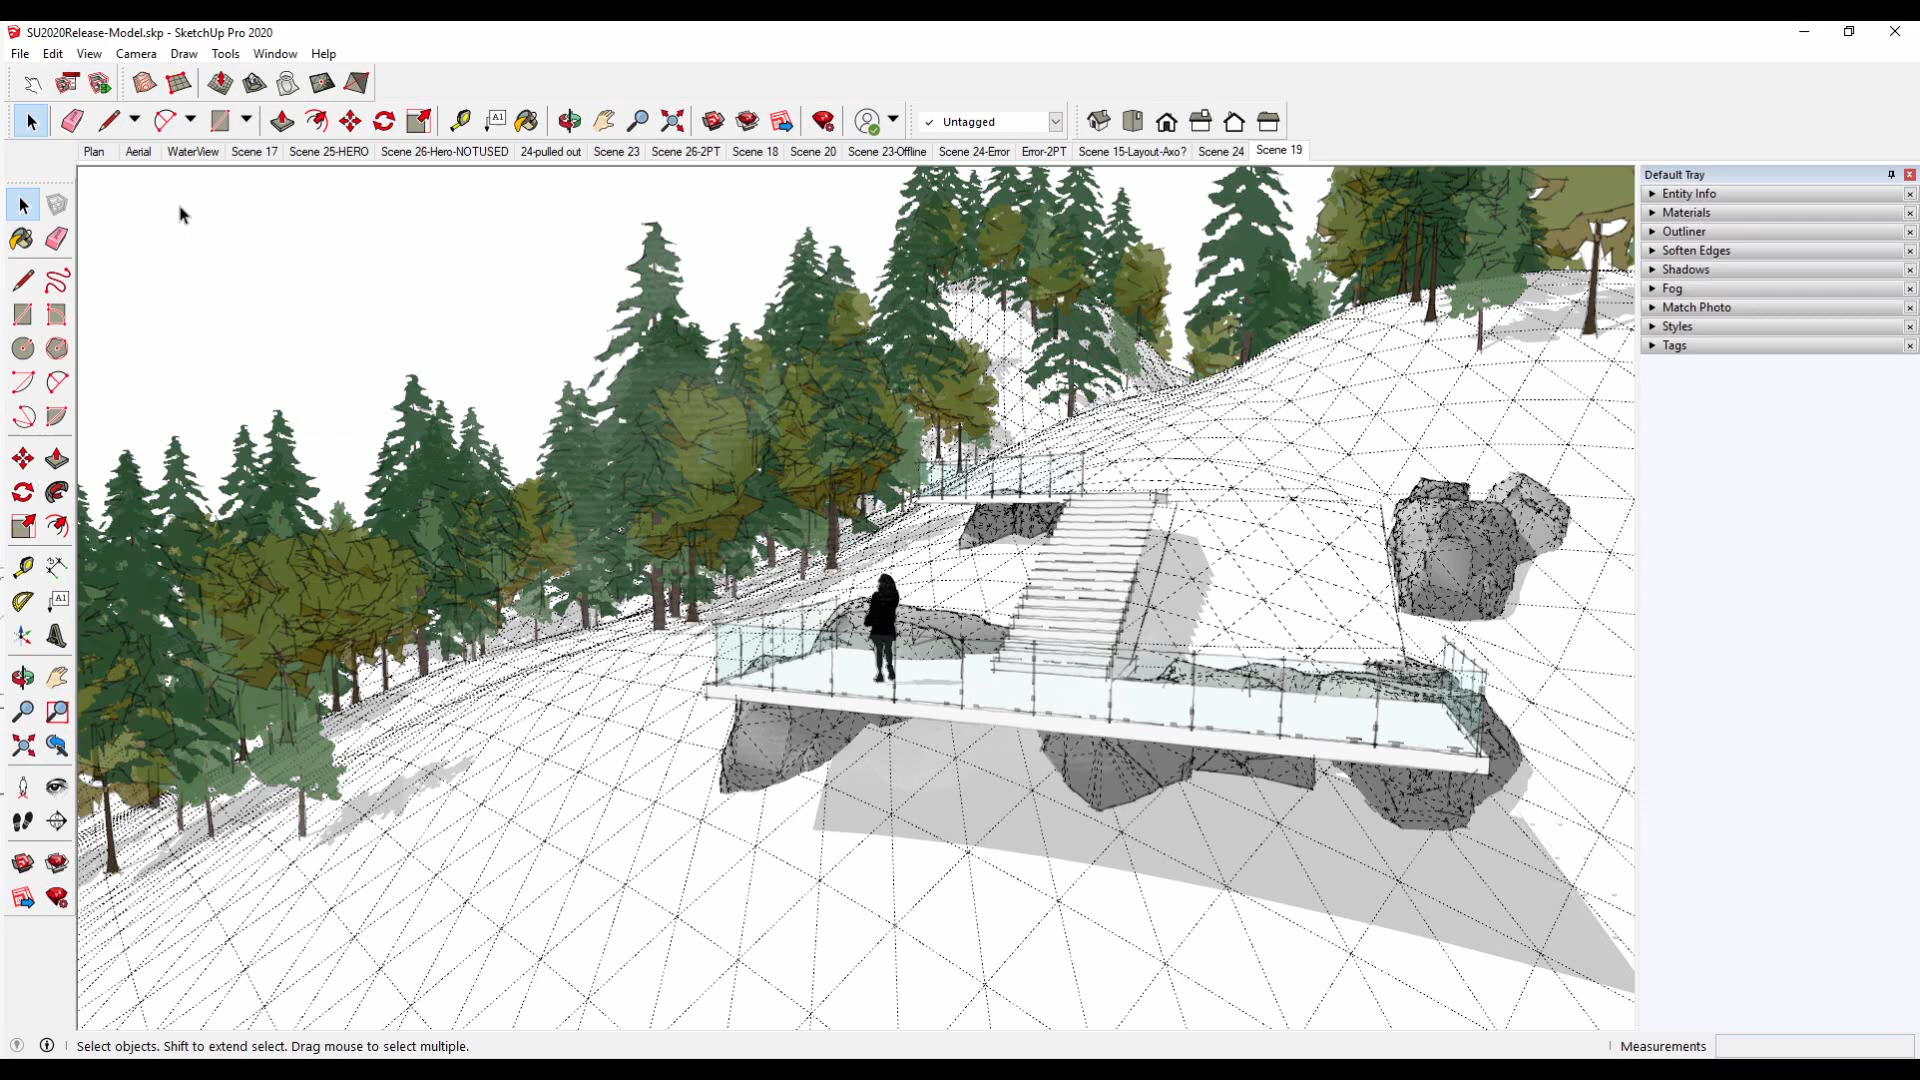 SU2020Release-Model.skp - SketchUp Pro 2020
File Edit View Camera Draw Tools Window Help
A1
✓ Untagged
Plan Aerial WaterView Scene 17 Scene 25-HERO Scene 26-Hero-NOTUSED 24-pulled out Scene 23 Scene 26-2PT Scene 18 Scene 20 Scene 23-Offline Scene 24-Error Error-2PT Scene 15-Layout-Axo? Scene 24 Scene 19
Default Tray
Entity Info
Materials
Outliner
Soften Edges
Shadows
Fog
Match Photo
Styles
Tags
A1
Select objects. Shift to extend select. Drag mouse to select multiple.
Measurements